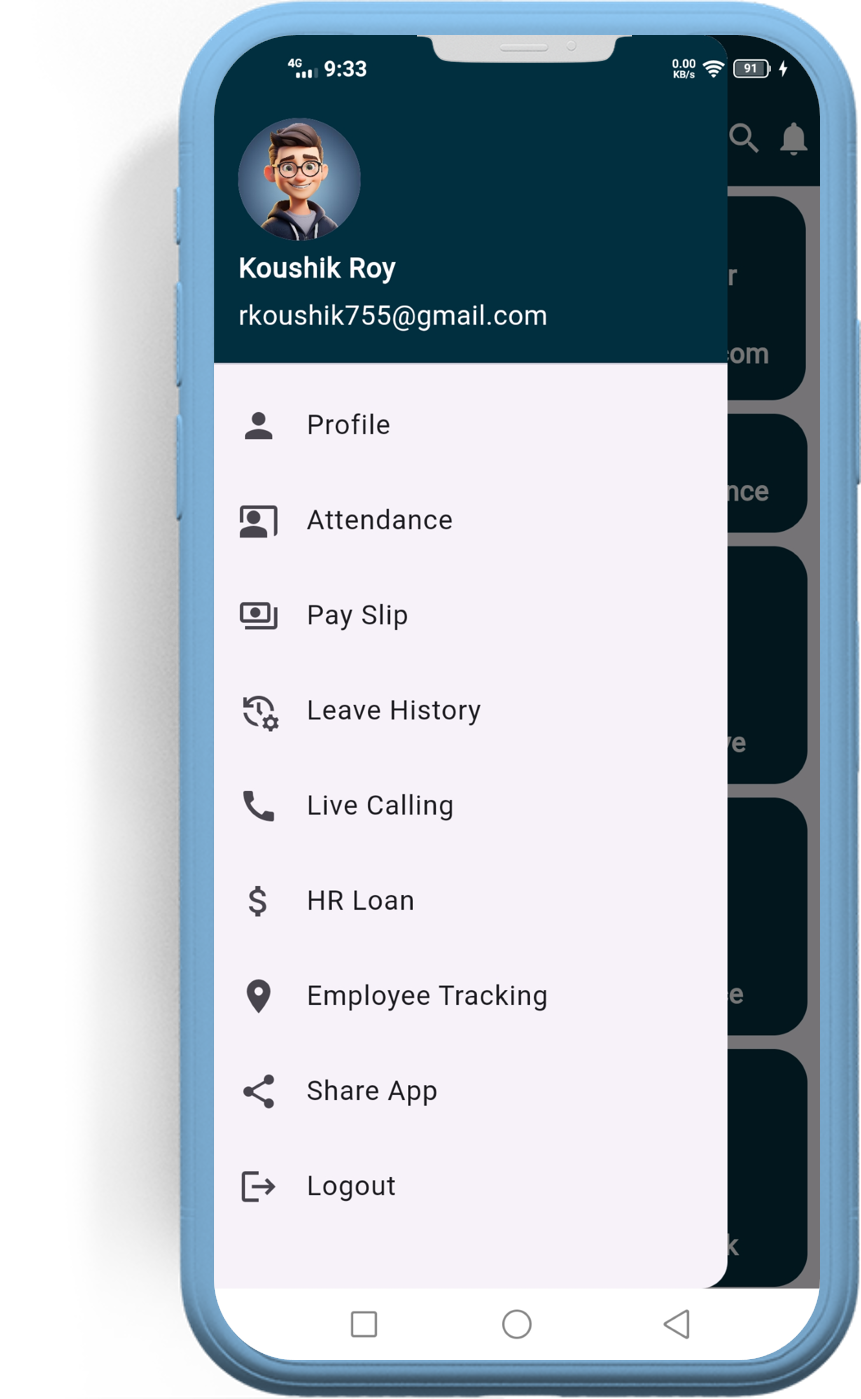 4G 9:33 0.00 KB/s 91
Koushik Roy
rkoushik755@gmail.com
Profile
Attendance
Pay Slip
Leave History
Live Calling
HR Loan
Employee Tracking
Share App
Logout